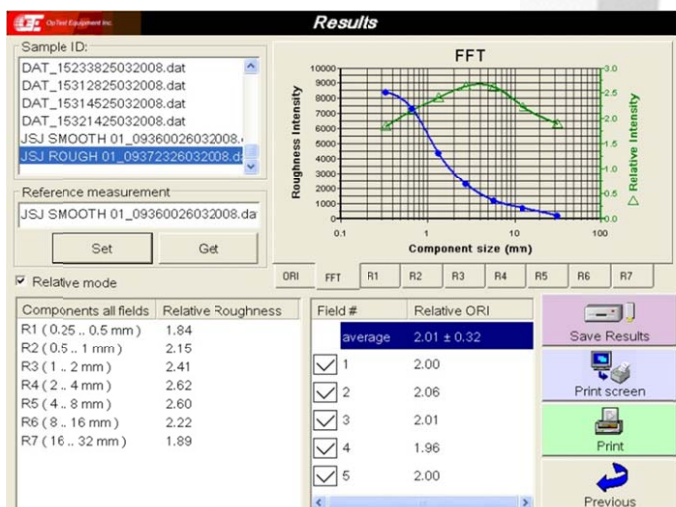 OpTest Equipment Inc.
Results
Sample ID:
DAT_15233825032008.dat
DAT_15312825032008.dat
DAT_15314525032008.dat
DAT_15321425032008.dat
JSJ SMOOTH 01_09360026032008.
JSJ ROUGH 01_09372326032008.da
Reference measurement
JSJ SMOOTH 01_09360026032008.da
Set Get
Relative mode
FFT
Roughness Intensity
10000
9000
8000
7000
6000
5000
4000
3000
2000
1000
0
3.0
2.5
2.0
1.5
1.0
0.5
0.0
Relative Intensity
0.1 1 10 100
Component size (mm)
ORI FFT R1 R2 R3 R4 R5 R6 R7
Components all fields Relative Roughness
R1 ( 0.25 .. 0.5 mm ) 1.84
R2 ( 0.5 .. 1 mm ) 2.15
R3 ( 1 .. 2 mm ) 2.41
R4 ( 2 .. 4 mm ) 2.62
R5 ( 4 .. 8 mm ) 2.60
R6 ( 8 .. 16 mm ) 2.22
R7 ( 16 .. 32 mm ) 1.89
Field # Relative ORI
average 2.01 ± 0.32
1 2.00
2 2.06
3 2.01
4 1.96
5 2.00
Save Results
Print screen
Print
Previous